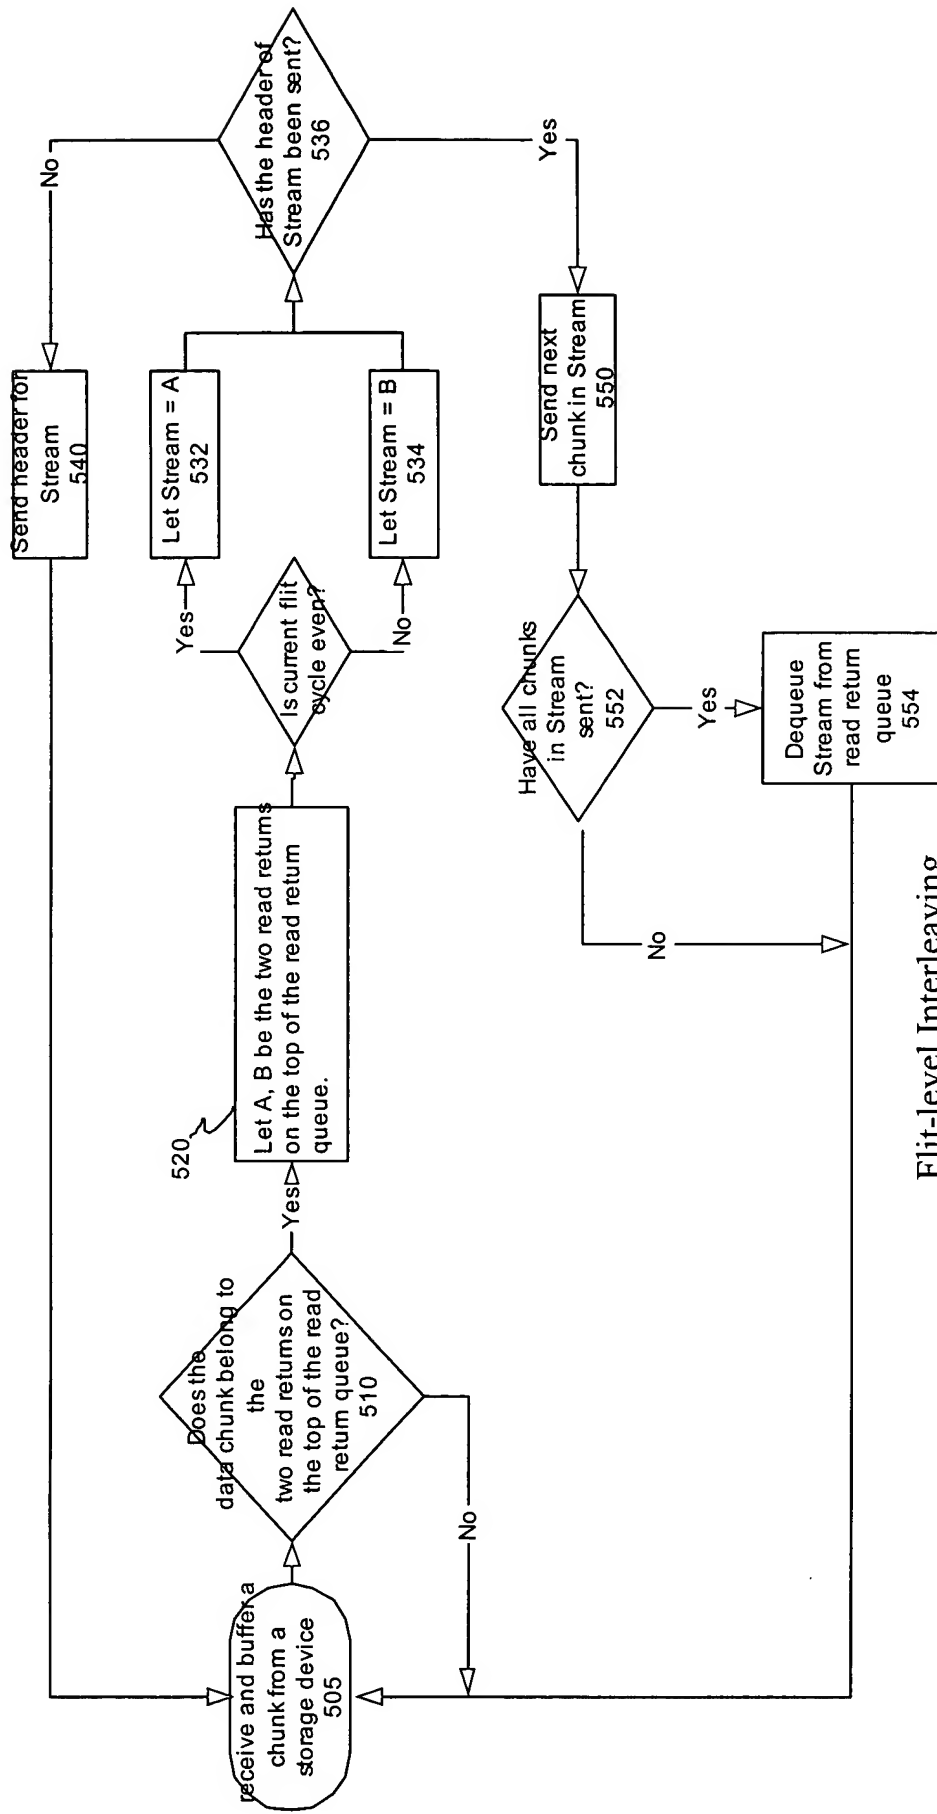 receive and buffer a
chunk from a
storage device
505
Does the
data chunk belong to
the
two read returns on
the top of the read
return queue?
510
No
Yes
520
Let A, B be the two read returns
on the top of the read return
queue.
Is current flit
cycle even?
Yes
No
Let Stream = A
532
Let Stream = B
534
Has the header of
Stream been sent?
536
No
Yes
Send header for
Stream
540
Send next
chunk in Stream
550
Have all chunks
in Stream
sent?
552
No
Yes
Dequeue
Stream from
read return
queue
554
Flit-level Interleaving